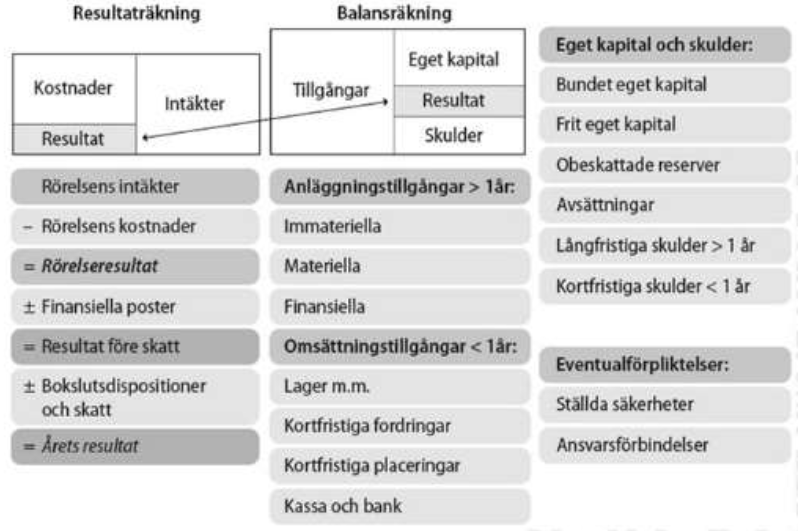 Resultaträkning
Kostnader
Intäkter
Resultat
Rörelsens intäkter
– Rörelsens kostnader
= Rörelseresultat
± Finansiella poster
= Resultat före skatt
± Bokslutsdispositioner
och skatt
= Årets resultat
Balansräkning
Tillgångar
Eget kapital
Resultat
Skulder
Anläggningstillgångar > 1år:
Immateriella
Materiella
Finansiella
Omsättningstillgångar < 1år:
Lager m.m.
Kortfristiga fordringar
Kortfristiga placeringar
Kassa och bank
Eget kapital och skulder:
Bundet eget kapital
Frit eget kapital
Obeskattade reserver
Avsättningar
Långfristiga skulder > 1 år
Kortfristiga skulder < 1 år
Eventualförpliktelser:
Ställda säkerheter
Ansvarsförbindelser